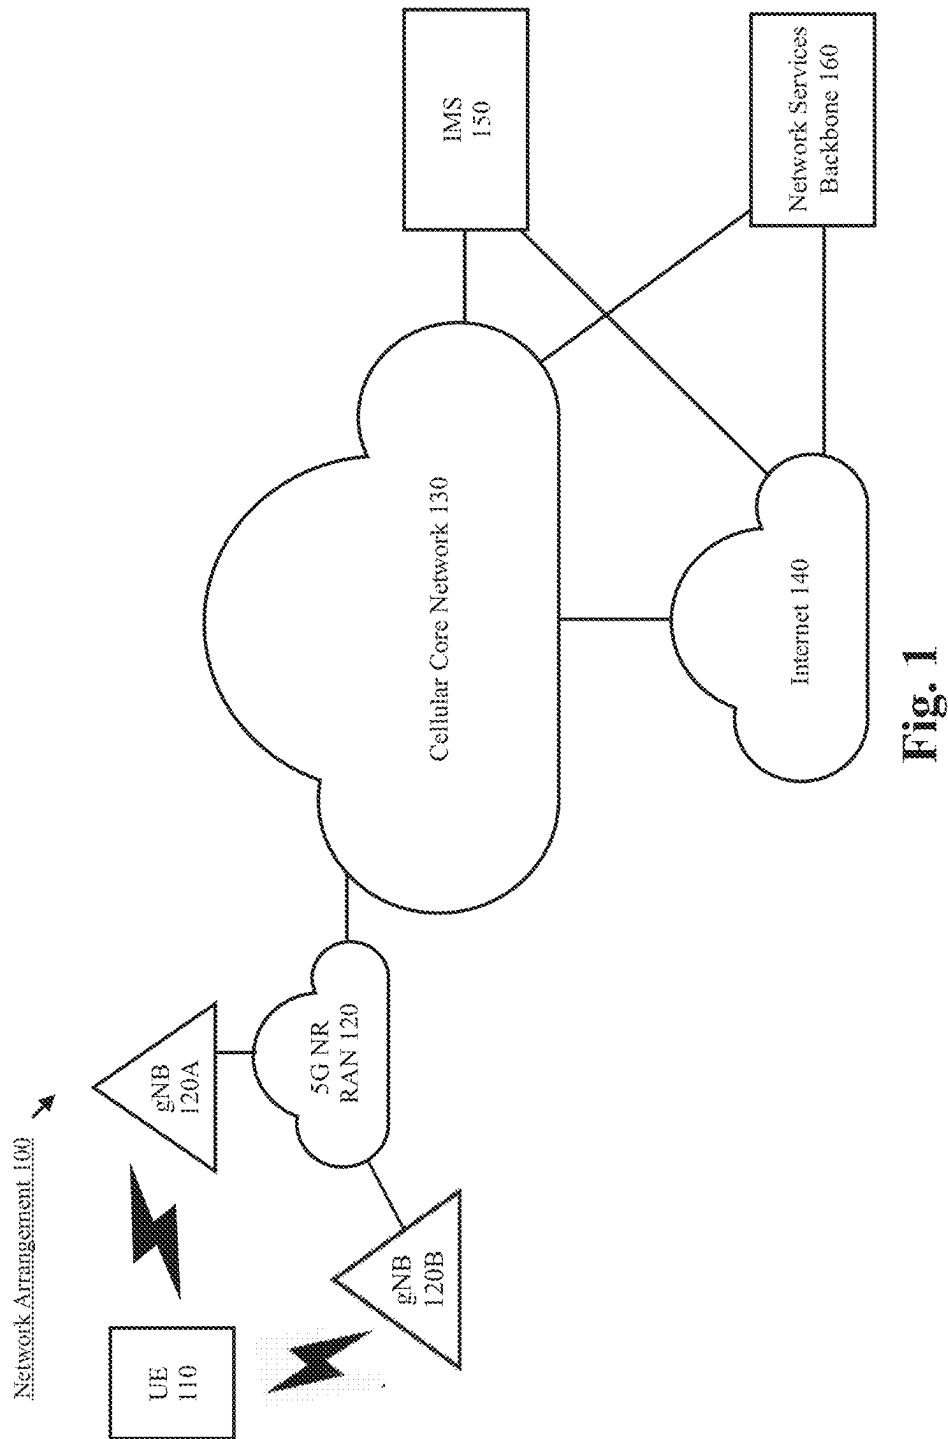 Network Arrangement 100
UE
110
gNB
120A
gNB
120B
5G NR
RAN 120
Cellular Core Network 130
Internet 140
IMS
150
Network Services
Backbone 160
Fig. 1